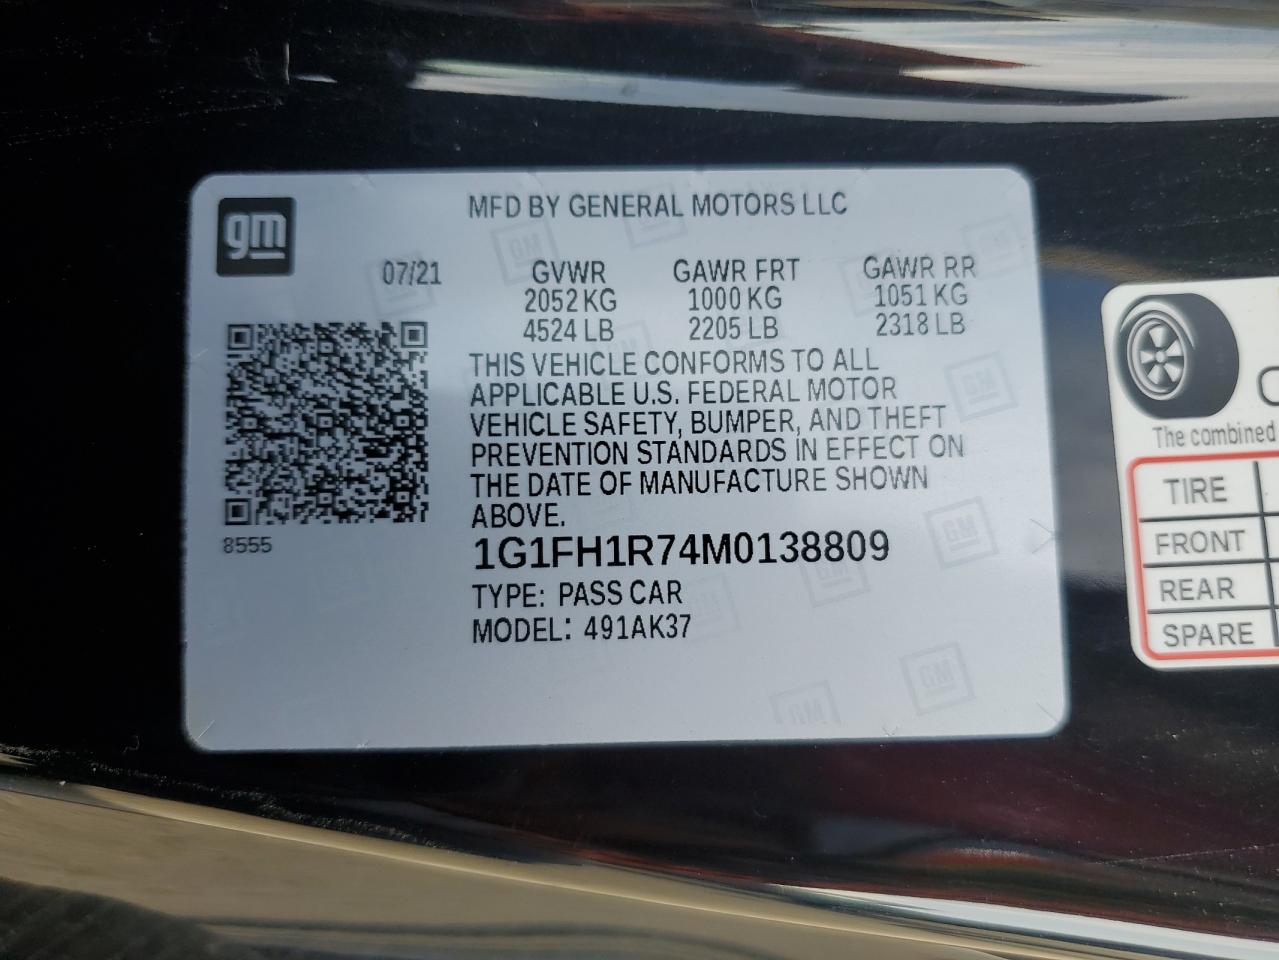 gm
MFD BY GENERAL MOTORS LLC
07/21
GVWR GAWR FRT GAWR RR
2052 KG 1000 KG 1051 KG
4524 LB 2205 LB 2318 LB
THIS VEHICLE CONFORMS TO ALL
APPLICABLE U.S. FEDERAL MOTOR
VEHICLE SAFETY, BUMPER, AND THEFT
PREVENTION STANDARDS IN EFFECT ON
THE DATE OF MANUFACTURE SHOWN
ABOVE.
8555
1G1FH1R74M0138809
TYPE: PASS CAR
MODEL: 491AK37
The combined
TIRE
FRONT
REAR
SPARE